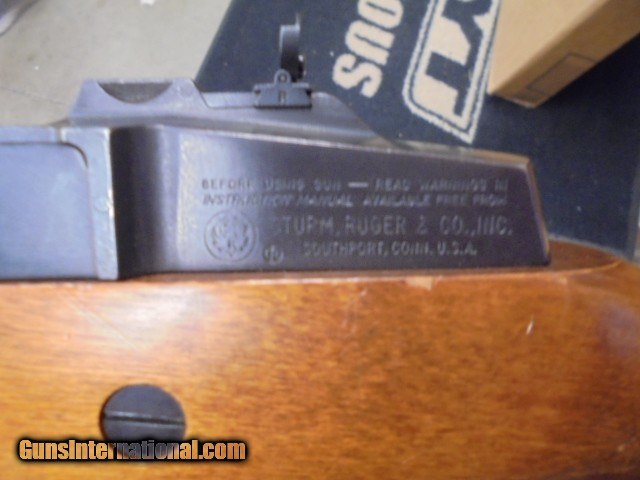 BEFORE USING GUN — READ WARNINGS IN
INSTRUCTION MANUAL AVAILABLE FREE FROM
STURM, RUGER & CO., INC.
SOUTHPORT, CONN. U.S.A.
R
GunsInternational.com